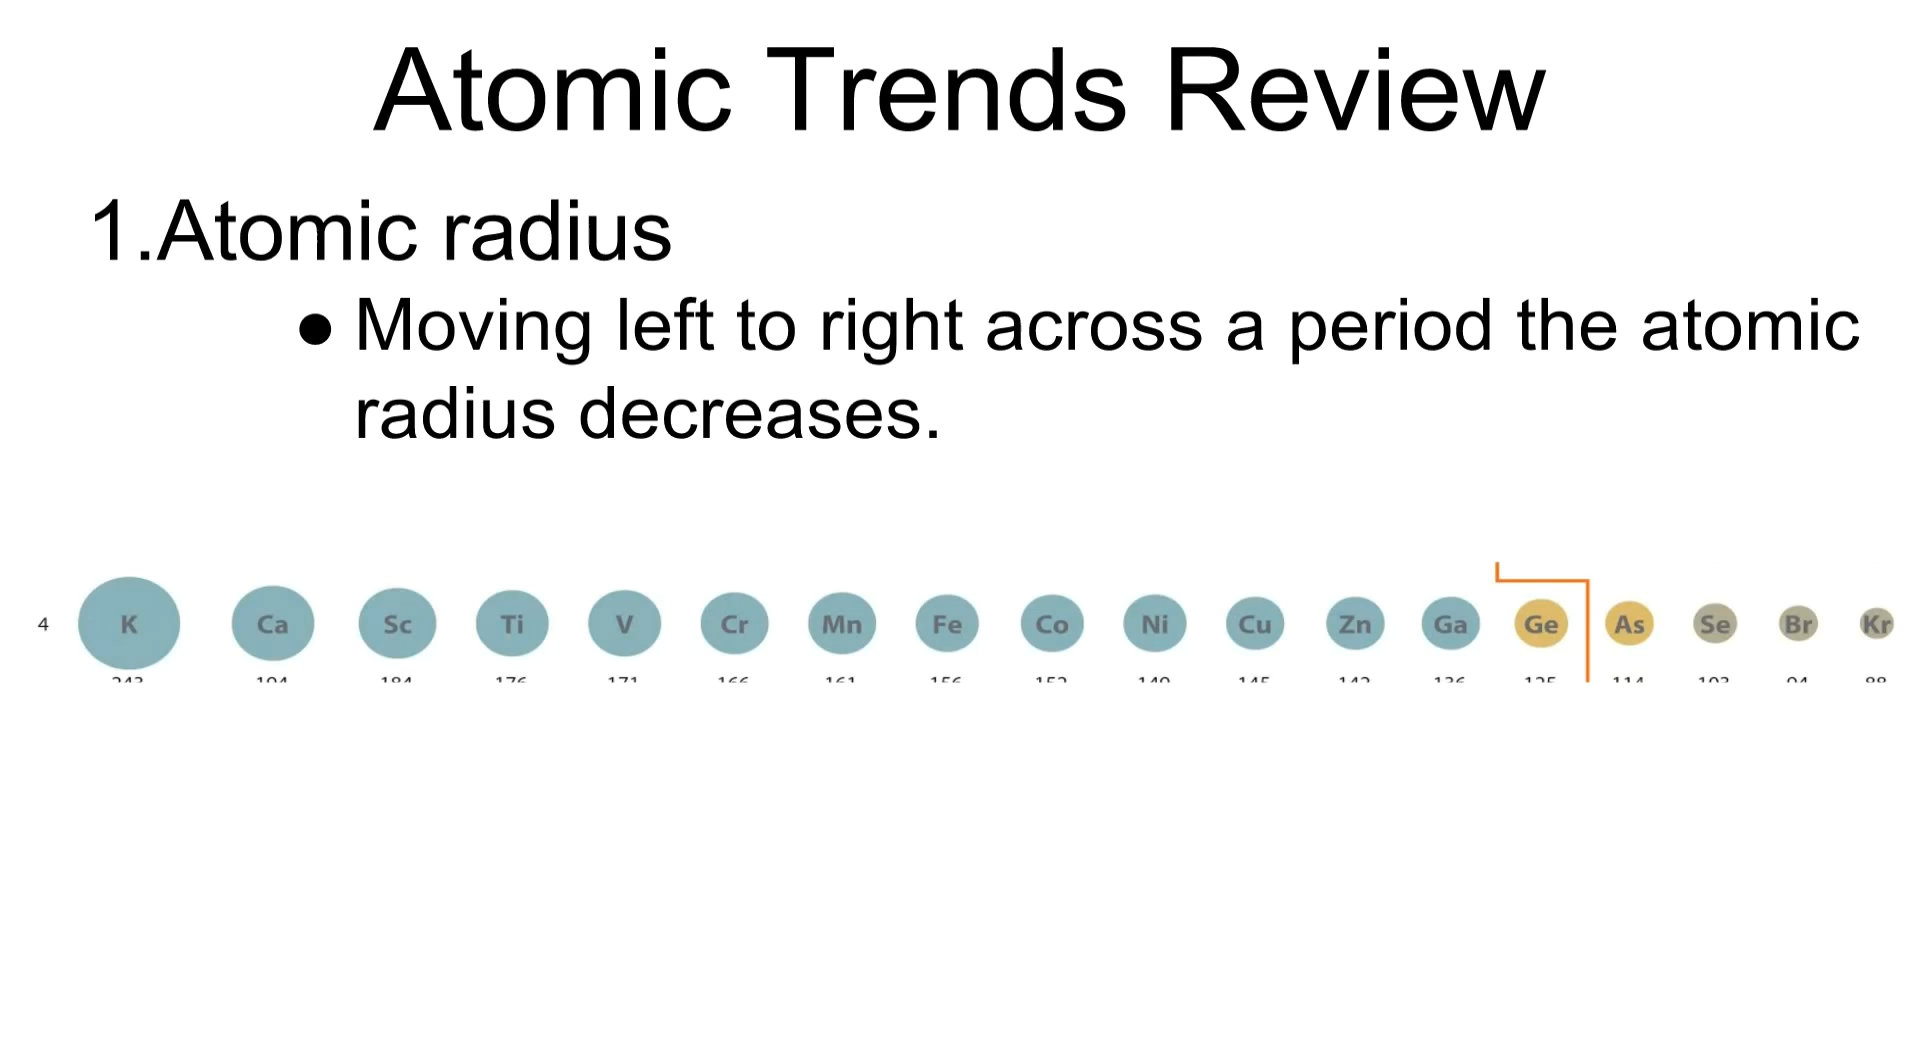 Atomic Trends Review
1.Atomic radius
● Moving left to right across a period the atomic
radius decreases.
4 K Ca Sc Ti V Cr Mn Fe Co Ni Cu Zn Ga Ge As Se Br Kr